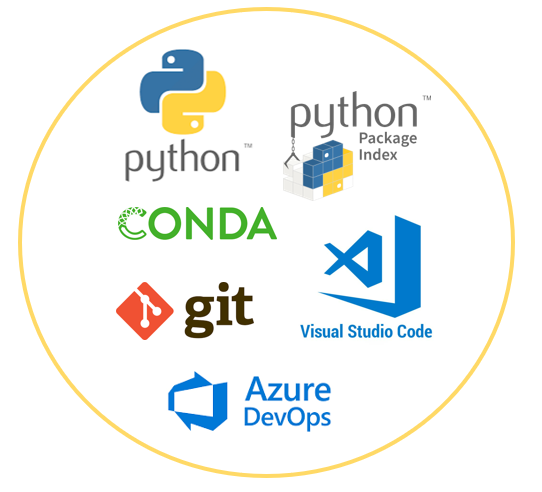 python™
python™
Package
Index
CONDA
git
Visual Studio Code
Azure
DevOps